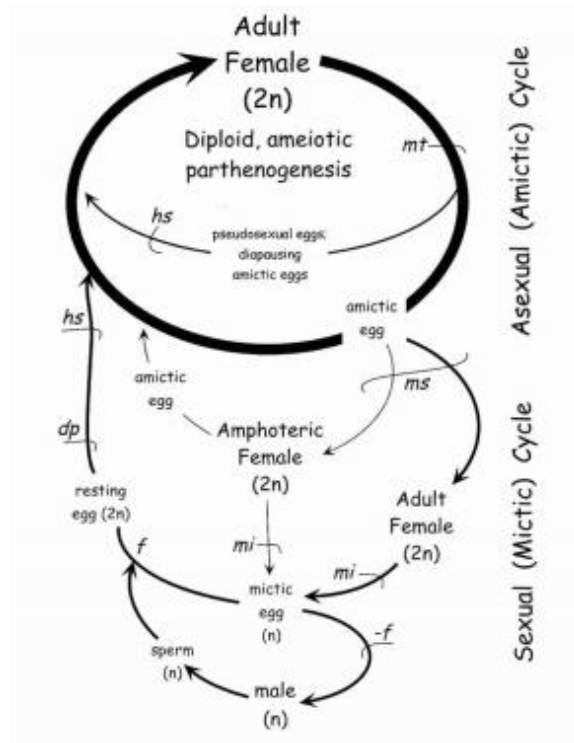 Adult
Female
(2n)
Diploid, ameiotic
parthenogenesis
mt
hs
pseudosexual eggs;
diapausing
amictic eggs
Asexual (Amictic) Cycle
amictic
egg
hs
amictic
egg
ms
dp
Amphoteric
Female
(2n)
resting
egg (2n)
Adult
Female
(2n)
f
mi
mi
mictic
egg
(n)
-f
sperm
(n)
male
(n)
Sexual (Mictic) Cycle